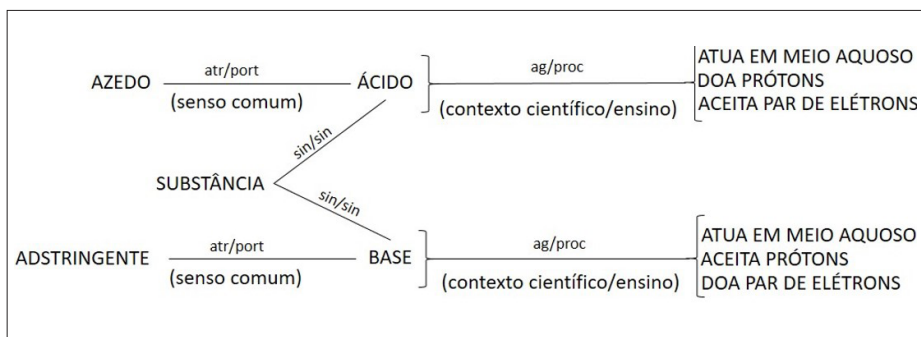 AZEDO
atr/port
(senso comum)
ÁCIDO
ag/proc
(contexto científico/ensino)
ATUA EM MEIO AQUOSO
DOA PRÓTONS
ACEITA PAR DE ELÉTRONS
sin/sin
SUBSTÂNCIA
sin/sin
ADSTRINGENTE
atr/port
(senso comum)
BASE
ag/proc
(contexto científico/ensino)
ATUA EM MEIO AQUOSO
ACEITA PRÓTONS
DOA PAR DE ELÉTRONS